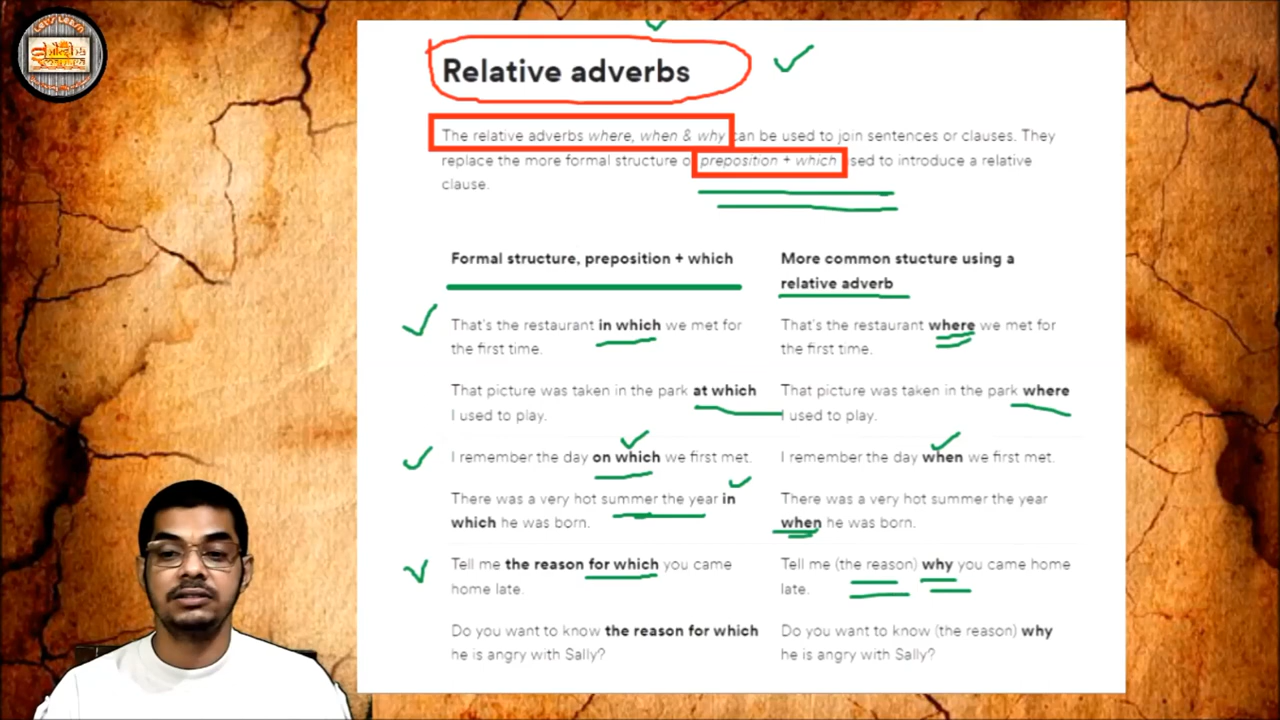 Let's Learn
Relative adverbs
The relative adverbs where, when & why can be used to join sentences or clauses. They
replace the more formal structure o preposition + which sed to introduce a relative
clause.
Formal structure, preposition + which
That's the restaurant in which we met for
the first time.
That picture was taken in the park at which
I used to play.
I remember the day on which we first met.
There was a very hot summer the year in
which he was born.
Tell me the reason for which you came
home late.
Do you want to know the reason for which
he is angry with Sally?
More common stucture using a
relative adverb
That's the restaurant where we met for
the first time.
That picture was taken in the park where
I used to play.
I remember the day when we first met.
There was a very hot summer the year
when he was born.
Tell me (the reason) why you came home
late.
Do you want to know (the reason) why
he is angry with Sally?